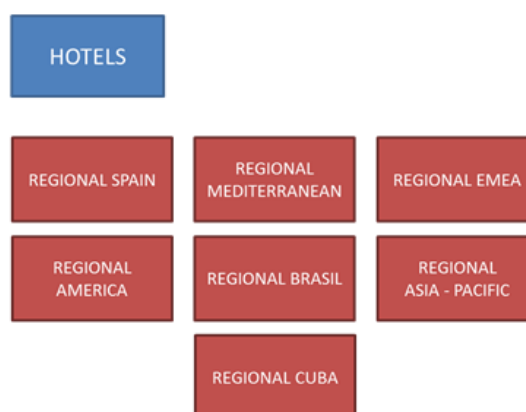 HOTELS
REGIONAL SPAIN
REGIONAL
MEDITERRANEAN
REGIONAL EMEA
REGIONAL
AMERICA
REGIONAL BRASIL
REGIONAL
ASIA - PACIFIC
REGIONAL CUBA